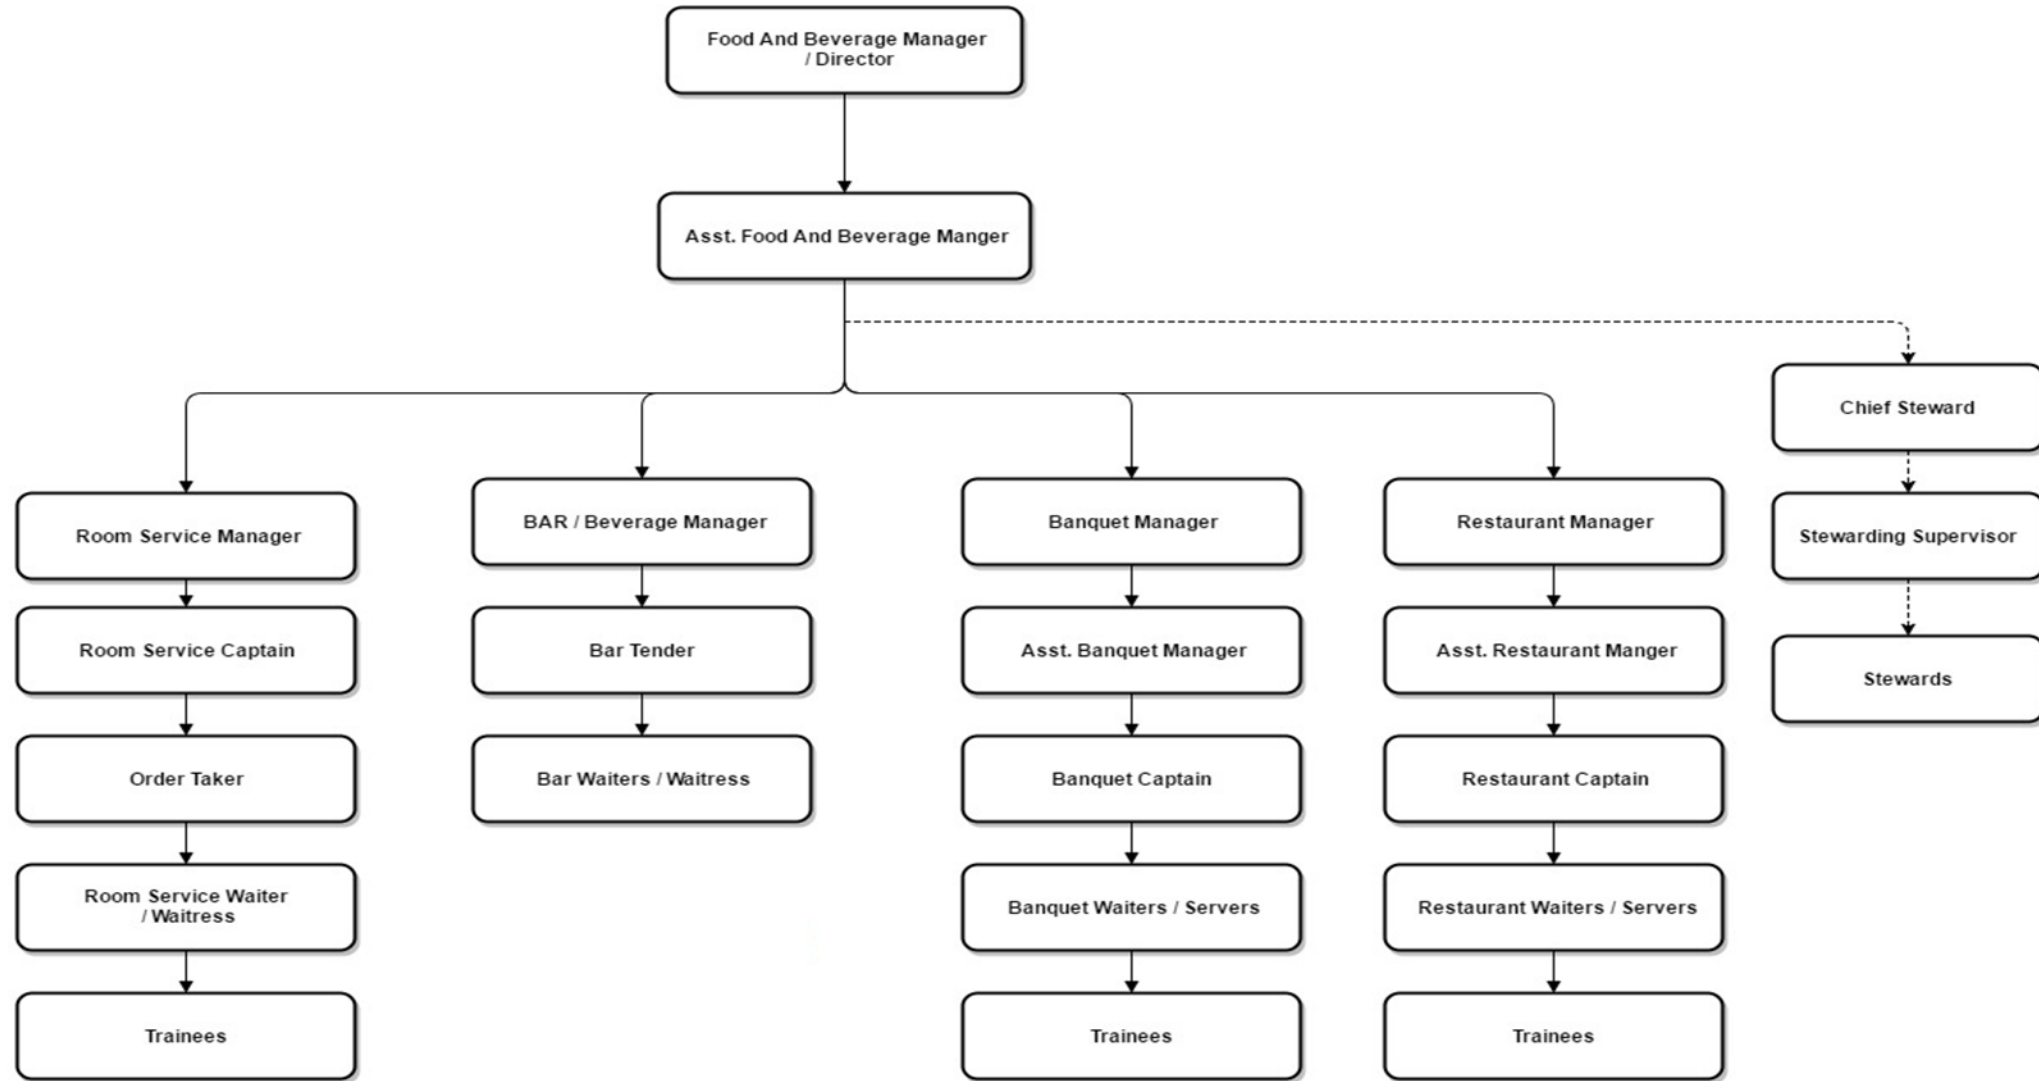 Food And Beverage Manager
/ Director
Asst. Food And Beverage Manger
Chief Steward
Room Service Manager
BAR / Beverage Manager
Banquet Manager
Restaurant Manager
Stewarding Supervisor
Room Service Captain
Bar Tender
Asst. Banquet Manager
Asst. Restaurant Manger
Stewards
Order Taker
Bar Waiters / Waitress
Banquet Captain
Restaurant Captain
Room Service Waiter
/ Waitress
Banquet Waiters / Servers
Restaurant Waiters / Servers
Trainees
Trainees
Trainees